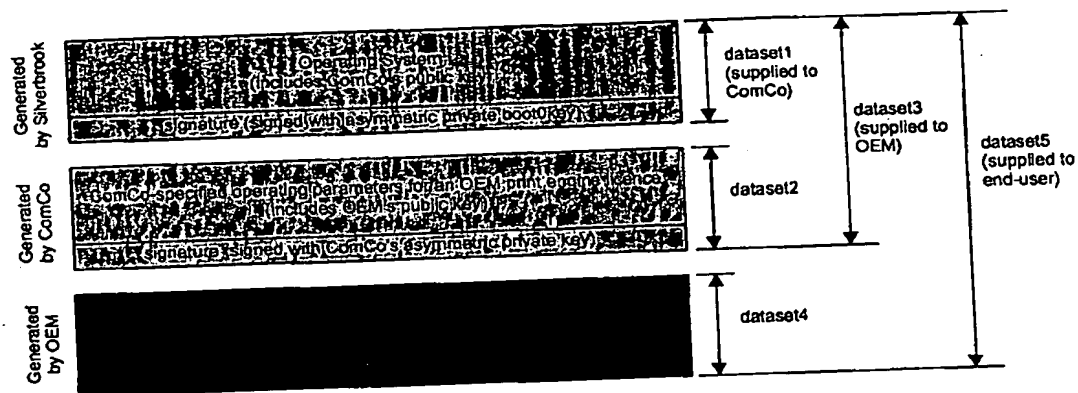 Generated
by Silverbrook
Operating System
(includes ComCo's public key)
signature (signed with asymmetric private boot0key)
dataset1
(supplied to
ComCo)
dataset3
(supplied to
OEM)
dataset5
(supplied to
end-user)
Generated
by ComCo
ComCo-specified operating parameters for an OEM print engine licence
(includes OEM's public key)
signature (signed with ComCo's asymmetric private key)
dataset2
Generated
by OEM
dataset4